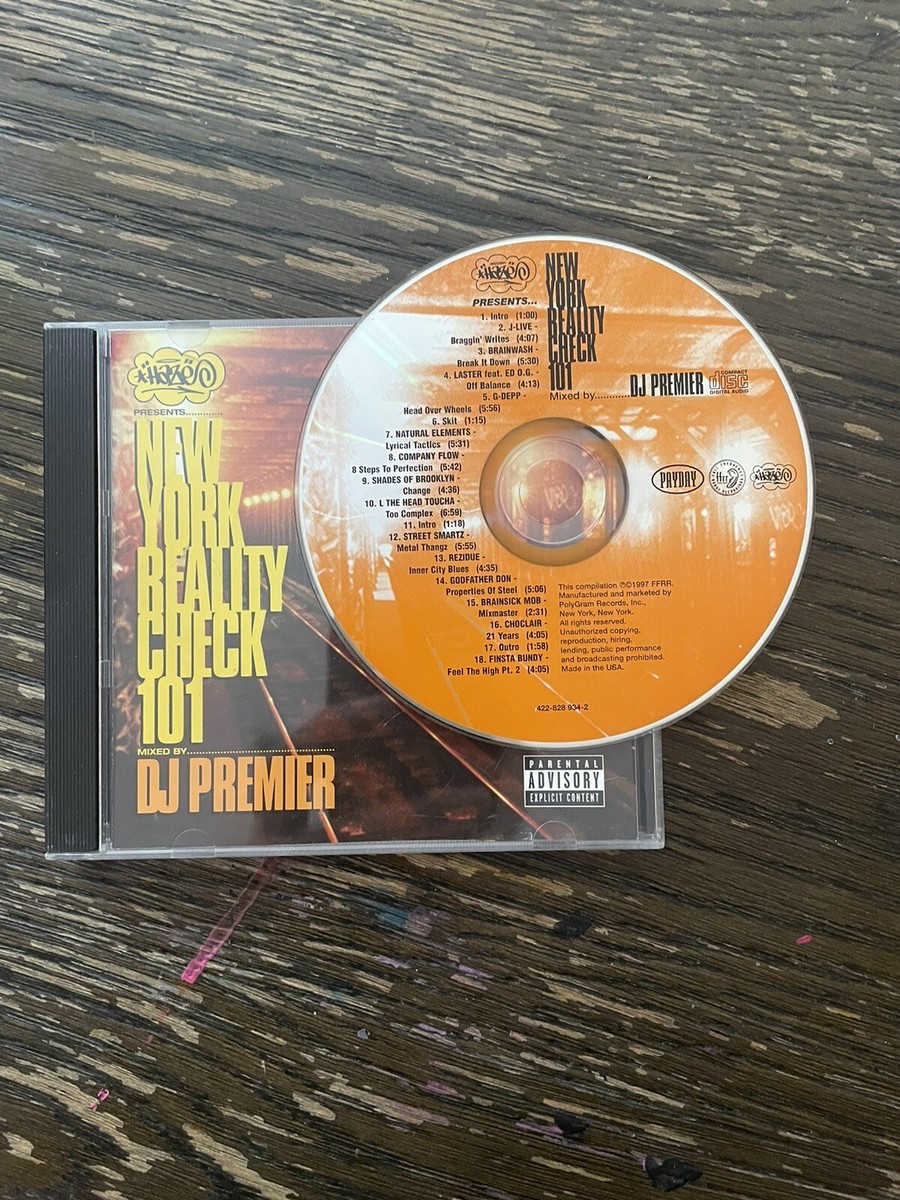 HAZE
PRESENTS............
NEW
YORK
REALITY
CHECK
101
MIXED BY..........................................
DJ PREMIER
PARENTAL
ADVISORY
EXPLICIT CONTENT
HAZE
PRESENTS...
1. Intro (1:00)
2. J-LIVE -
Braggin' Writes (4:07)
3. BRAINWASH -
Break It Down (5:30)
4. LASTER feat. ED O.G. -
Off Balance (4:13)
5. G-DEPP -
Head Over Wheels (5:56)
6. Skit (1:15)
7. NATURAL ELEMENTS -
Lyrical Tactics (5:31)
8. COMPANY FLOW -
8 Steps To Perfection (5:42)
9. SHADES OF BROOKLYN -
Change (4:36)
10. L THE HEAD TOUCHA -
Too Complex (6:59)
11. Intro (1:18)
12. STREET SMARTZ -
Metal Thangz (5:55)
13. REZIDUE -
Inner City Blues (4:35)
14. GODFATHER DON -
Properties Of Steel (5:06)
15. BRAINSICK MOB -
Mixmaster (2:31)
16. CHOCLAIR -
21 Years (4:05)
17. Outro (1:58)
18. FINSTA BUNDY -
Feel The High Pt. 2 (4:05)
NEW
YORK
REALITY
CHECK
101
Mixed by............DJ PREMIER
COMPACT
disc
DIGITAL AUDIO
PAYDAY
ffrr
HAZE
This compilation ℗©1997 FFRR.
Manufactured and marketed by
PolyGram Records, Inc.,
New York, New York.
All rights reserved.
Unauthorized copying,
reproduction, hiring,
lending, public performance
and broadcasting prohibited.
Made in the USA.
422-828 934-2